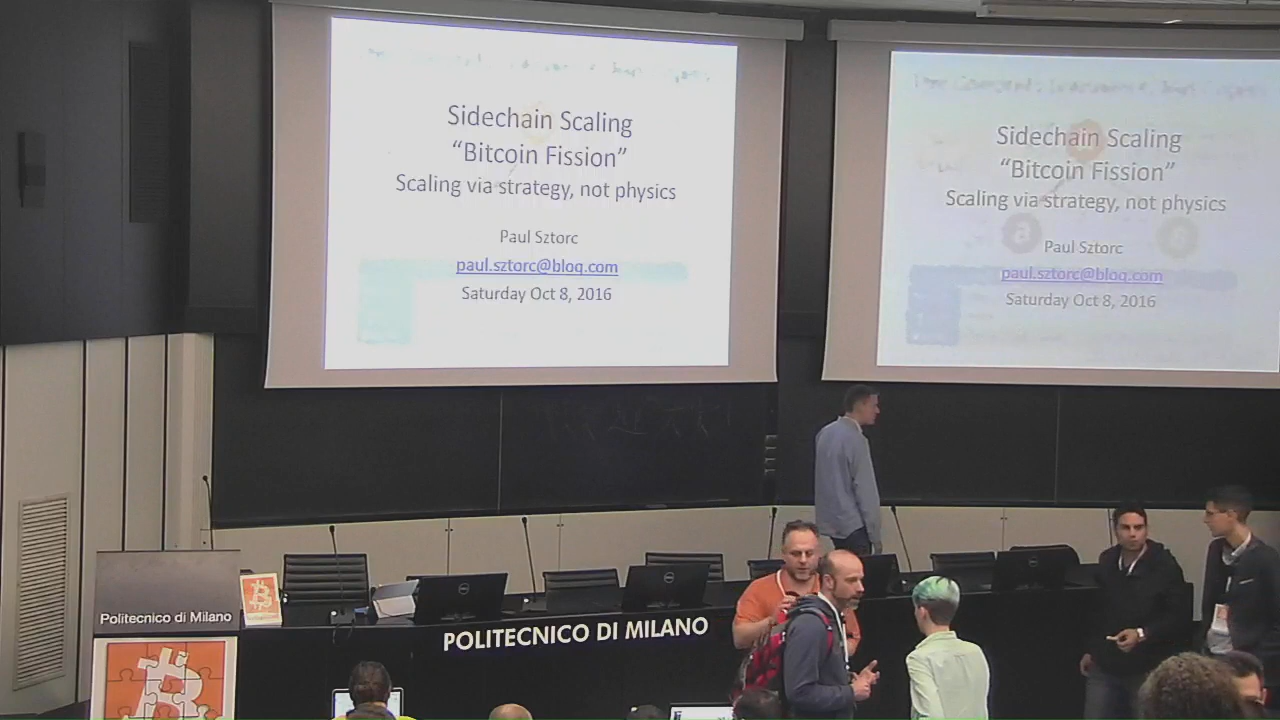 Sidechain Scaling
“Bitcoin Fission”
Scaling via strategy, not physics
Paul Sztorc
paul.sztorc@bloq.com
Saturday Oct 8, 2016
Sidechain Scaling
“Bitcoin Fission”
Scaling via strategy, not physics
Paul Sztorc
paul.sztorc@bloq.com
Saturday Oct 8, 2016
Politecnico di Milano
POLITECNICO DI MILANO